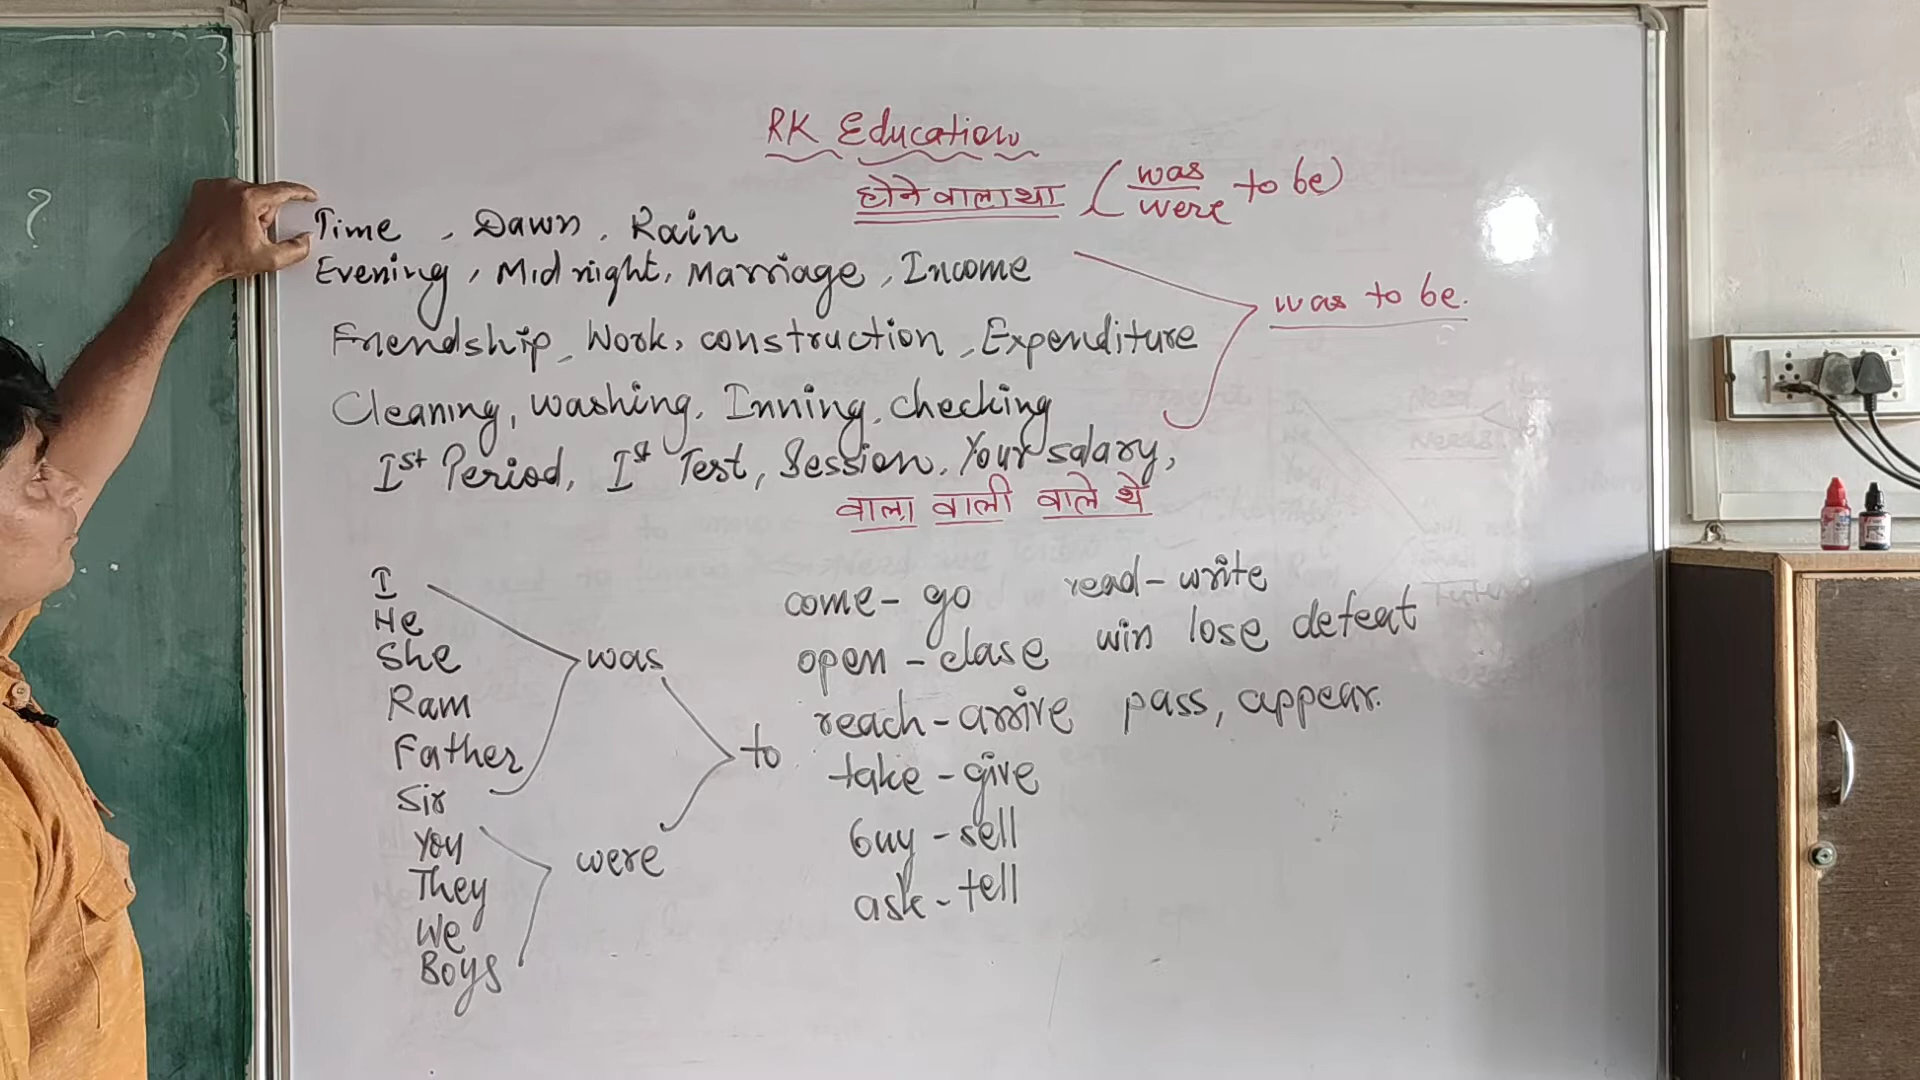 RK Education
होने वाला था ( was / were to be)
Time , Dawn , Rain
Evening , Mid night , Marriage , Income
was to be.
Friendship , Work , construction , Expenditure
Cleaning , washing , Inning , checking
Ist Period , Ist Test , Session , Your salary ,
वाला वाली वाले थे
I
He
She
Ram
Father
Sir
was
You
They
We
Boys
were
to
come - go read - write
open - close win lose defeat
reach - arrive pass , appear.
take - give
buy - sell
ask - tell
?